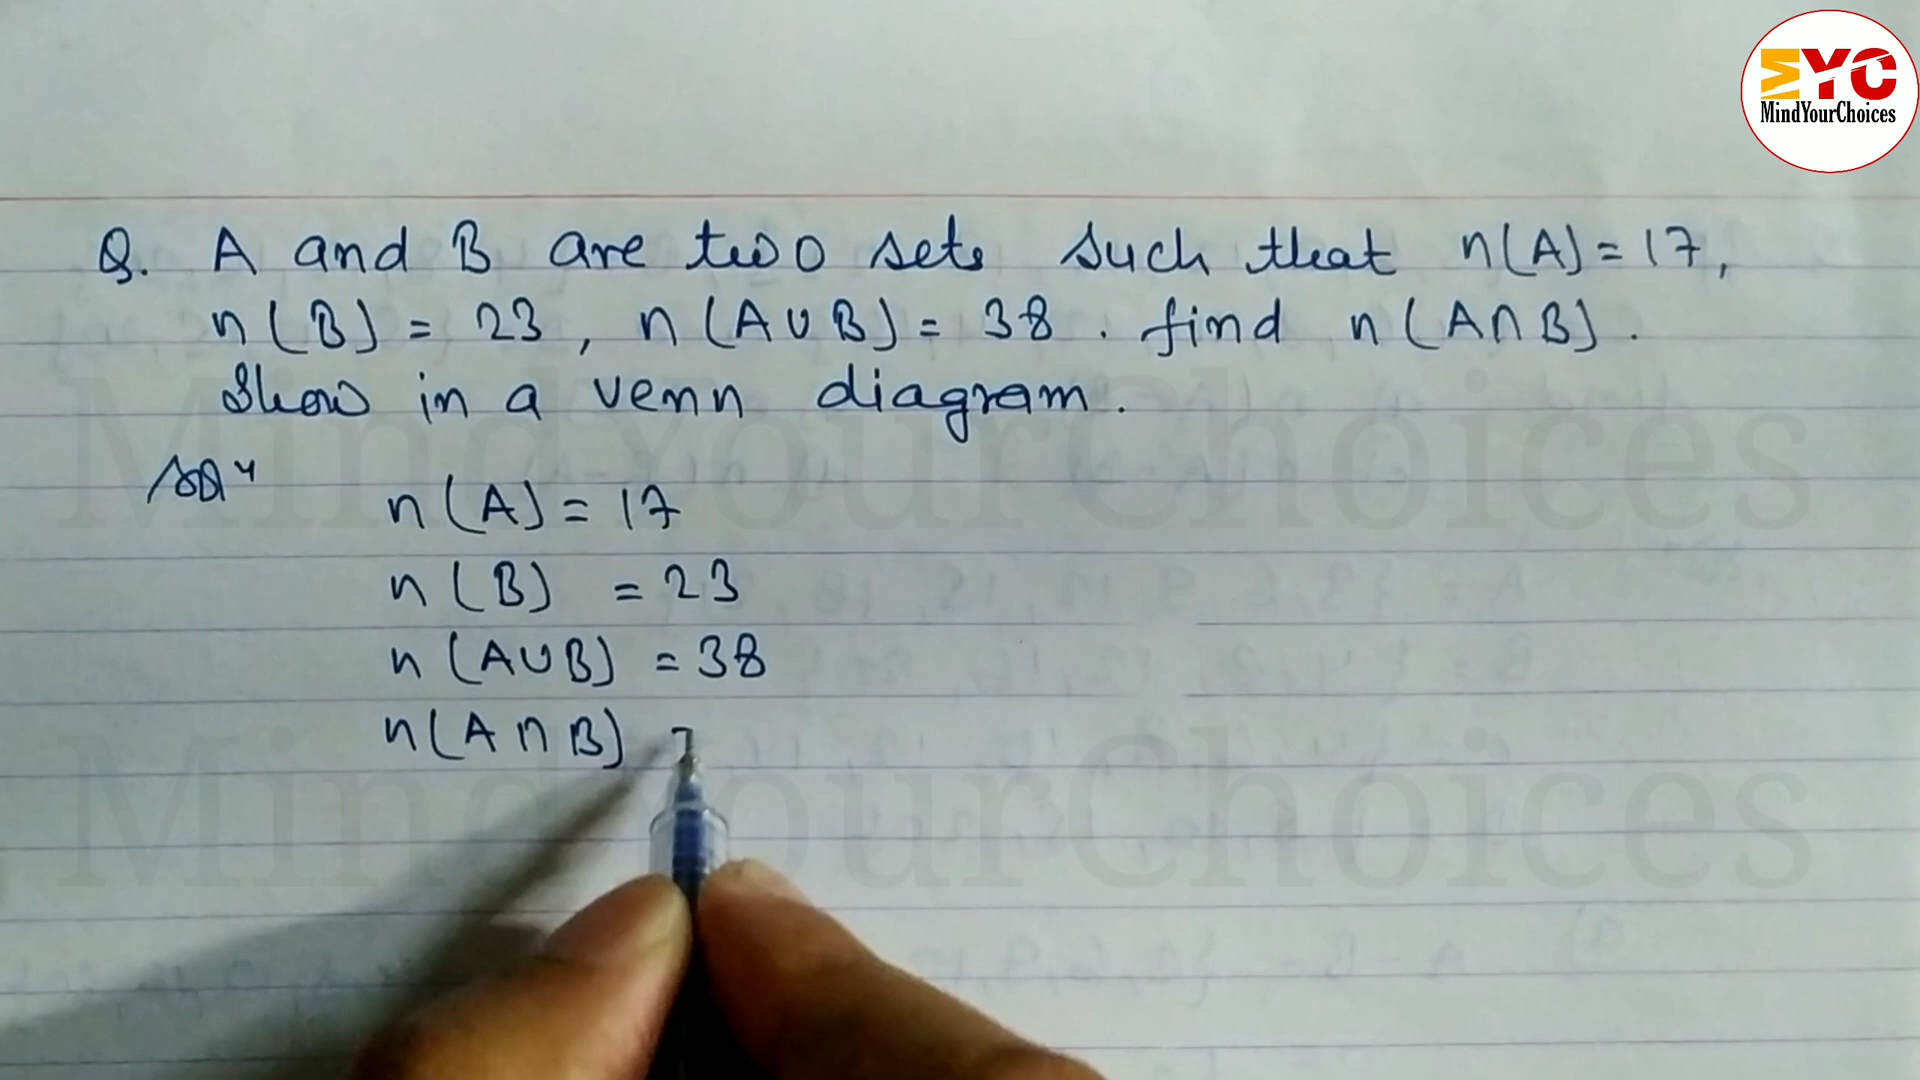 MYC
MindYourChoices
Q. A and B are two sets such that n(A) = 17,
n(B) = 23, n(A∪B) = 38. find n(A∩B).
Show in a venn diagram.
Solⁿ
n(A) = 17
n(B) = 23
n(A∪B) = 38
n(A∩B) =
MindYourChoices
MindYourChoices